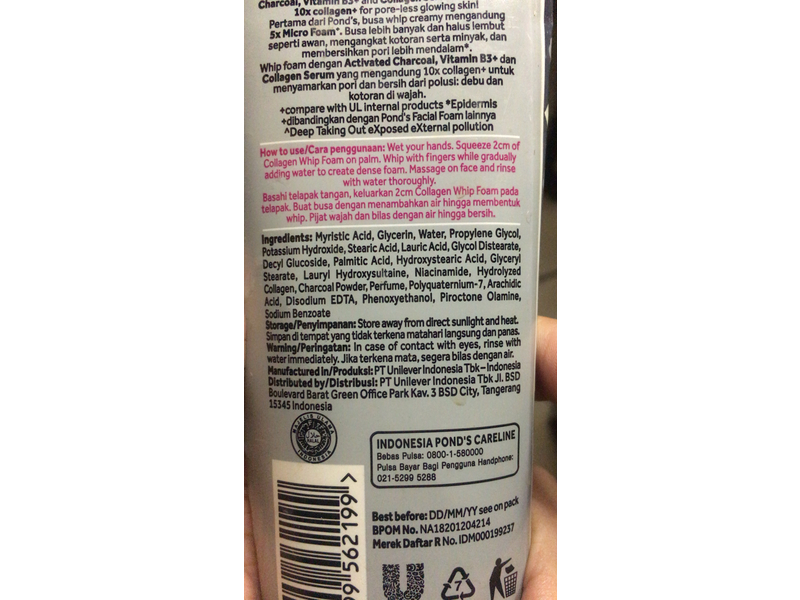 Charcoal, Vitamin B3+ and Collagen
10x collagen+ for pore-less glowing skin!
Pertama dari Pond's, busa whip creamy mengandung
5x Micro Foam*. Busa lebih banyak dan halus lembut
seperti awan, mengangkat kotoran serta minyak, dan
membersihkan pori lebih mendalam*.
Whip foam dengan Activated Charcoal, Vitamin B3+ dan
Collagen Serum yang mengandung 10x collagen+ untuk
menyamarkan pori dan bersih dari polusi: debu dan
kotoran di wajah.
+compare with UL internal products *Epidermis
+dibandingkan dengan Pond's Facial Foam lainnya
^Deep Taking Out eXposed eXternal pollution
How to use/Cara penggunaan: Wet your hands. Squeeze 2cm of
Collagen Whip Foam on palm. Whip with fingers while gradually
adding water to create dense foam. Massage on face and rinse
with water thoroughly.
Basahi telapak tangan, keluarkan 2cm Collagen Whip Foam pada
telapak. Buat busa dengan menambahkan air hingga membentuk
whip. Pijat wajah dan bilas dengan air hingga bersih.
Ingredients: Myristic Acid, Glycerin, Water, Propylene Glycol,
Potassium Hydroxide, Stearic Acid, Lauric Acid, Glycol Distearate,
Decyl Glucoside, Palmitic Acid, Hydroxystearic Acid, Glyceryl
Stearate, Lauryl Hydroxysultaine, Niacinamide, Hydrolyzed
Collagen, Charcoal Powder, Perfume, Polyquaternium-7, Arachidic
Acid, Disodium EDTA, Phenoxyethanol, Piroctone Olamine,
Sodium Benzoate
Storage/Penyimpanan: Store away from direct sunlight and heat.
Simpan di tempat yang tidak terkena matahari langsung dan panas.
Warning/Peringatan: In case of contact with eyes, rinse with
water immediately. Jika terkena mata, segera bilas dengan air.
Manufactured in/Produksi: PT Unilever Indonesia Tbk–Indonesia
Distributed by/Distribusi: PT Unilever Indonesia Tbk Jl. BSD
Boulevard Barat Green Office Park Kav. 3 BSD City, Tangerang
15345 Indonesia
MAJELIS ULAMA
حلال
HALAL
INDONESIA
INDONESIA POND'S CARELINE
Bebas Pulsa: 0800-1-580000
Pulsa Bayar Bagi Pengguna Handphone:
021-5299 5288
99 562199 >
Best before: DD/MM/YY see on pack
BPOM No. NA18201204214
Merek Daftar R No. IDM000199237
7